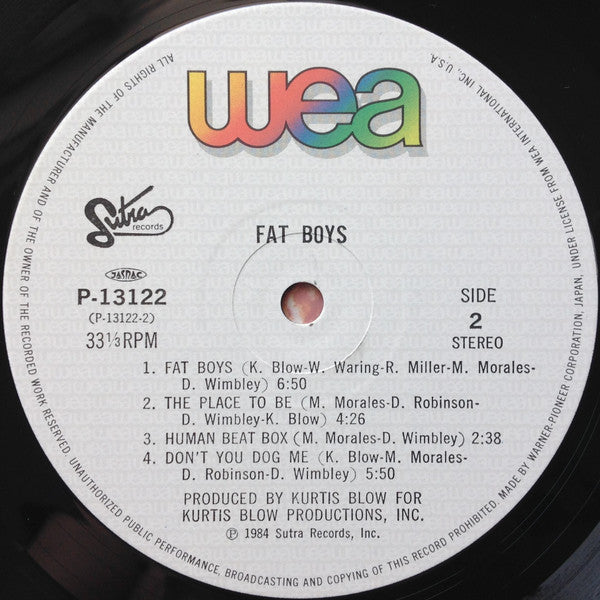 wea
Sutra
records
FAT BOYS
JASRAC
P-13122
(P-13122-2)
33⅓RPM
SIDE
2
STEREO
1. FAT BOYS (K. Blow-W. Waring-R. Miller-M. Morales-
D. Wimbley) 6:50
2. THE PLACE TO BE (M. Morales-D. Robinson-
D. Wimbley-K. Blow) 4:26
3. HUMAN BEAT BOX (M. Morales-D. Wimbley) 2:38
4. DON'T YOU DOG ME (K. Blow-M. Morales-
D. Robinson-D. Wimbley) 5:50
PRODUCED BY KURTIS BLOW FOR
KURTIS BLOW PRODUCTIONS, INC.
Ⓟ 1984 Sutra Records, Inc.
ALL RIGHTS OF THE MANUFACTURER AND OF THE OWNER OF THE RECORDED WORK RESERVED. UNAUTHORIZED PUBLIC PERFORMANCE, BROADCASTING AND COPYING OF THIS RECORD PROHIBITED. MADE BY WARNER-PIONEER CORPORATION, JAPAN, UNDER LICENSE FROM WEA INTERNATIONAL INC., U.S.A